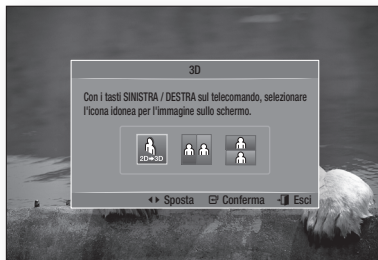 3D
Con i tasti SINISTRA / DESTRA sul telecomando, selezionare
l'icona idonea per l'immagine sullo schermo.
2D➔3D
Sposta Conferma Esci